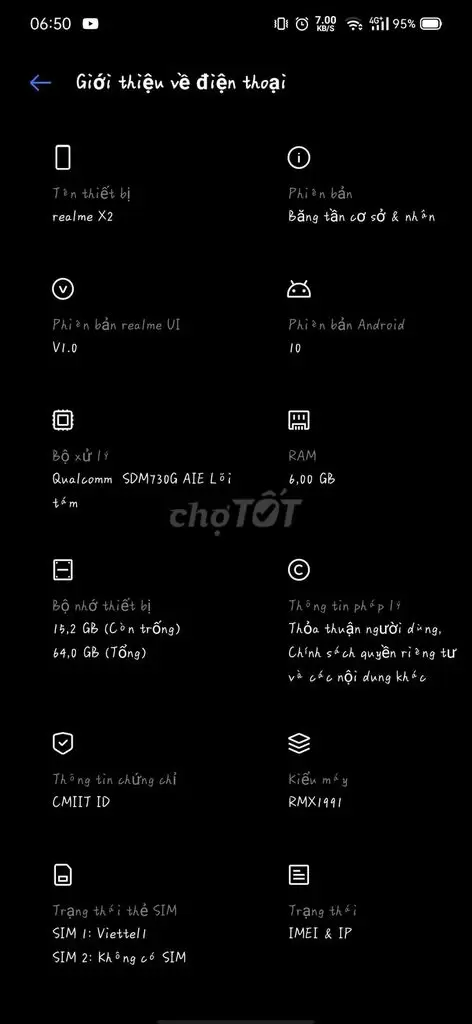 06:50 7.00 KB/S 4G 95%
Giới thiệu về điện thoại
Tên thiết bị
realme X2
Phiên bản
Băng tần cơ sở & nhân
Phiên bản realme UI
V1.0
Phiên bản Android
10
Bộ xử lý
Qualcomm SDM730G AIE Lõi
tám
RAM
6,00 GB
chợTỐT
Bộ nhớ thiết bị
15,2 GB (Còn trống)
64,0 GB (Tổng)
Thông tin pháp lý
Thỏa thuận người dùng,
Chính sách quyền riêng tư
và các nội dung khác
Thông tin chứng chỉ
CMIIT ID
Kiểu máy
RMX1991
Trạng thái thẻ SIM
SIM 1: Viettel1
SIM 2: Không có SIM
Trạng thái
IMEI & IP